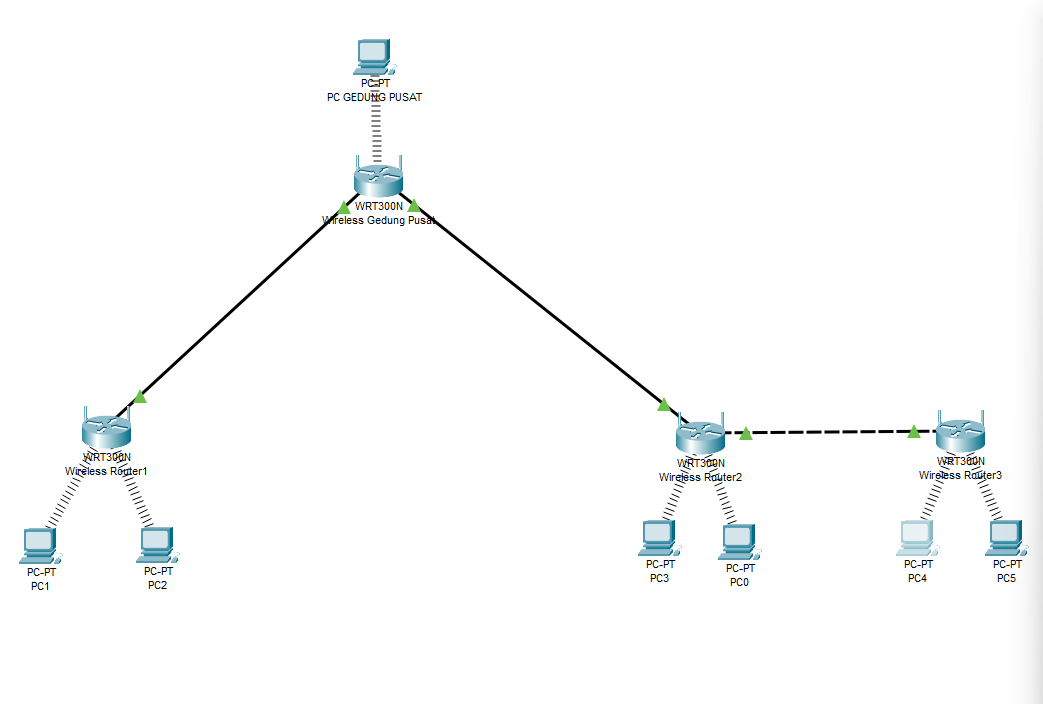 PC-PT
PC GEDUNG PUSAT
WRT300N
Wireless Gedung Pusat
WRT300N
Wireless Router1
WRT300N
Wireless Router2
WRT300N
Wireless Router3
PC-PT
PC1
PC-PT
PC2
PC-PT
PC3
PC-PT
PC0
PC-PT
PC4
PC-PT
PC5